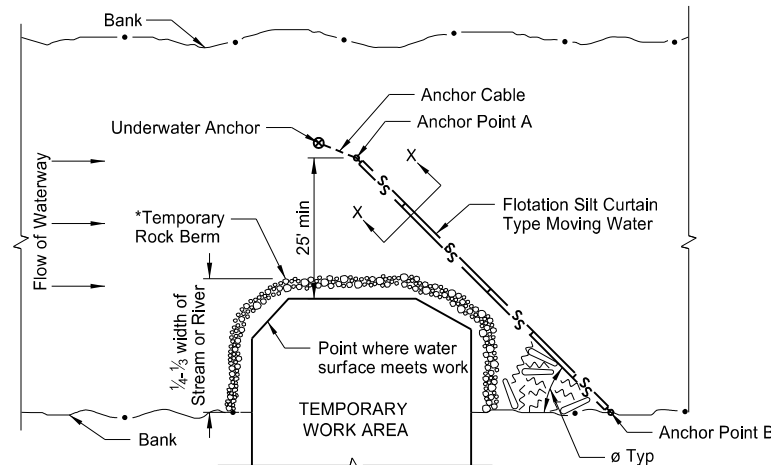 Bank
Anchor Cable
Underwater Anchor
Anchor Point A
X
SS
Flow of Waterway
*Temporary
Rock Berm
25' min
X
Flotation Silt Curtain
Type Moving Water
SS
¼-⅓ width of
Stream or River
SS
Point where water
surface meets work
SS
TEMPORARY
WORK AREA
Bank
Anchor Point B
ø Typ